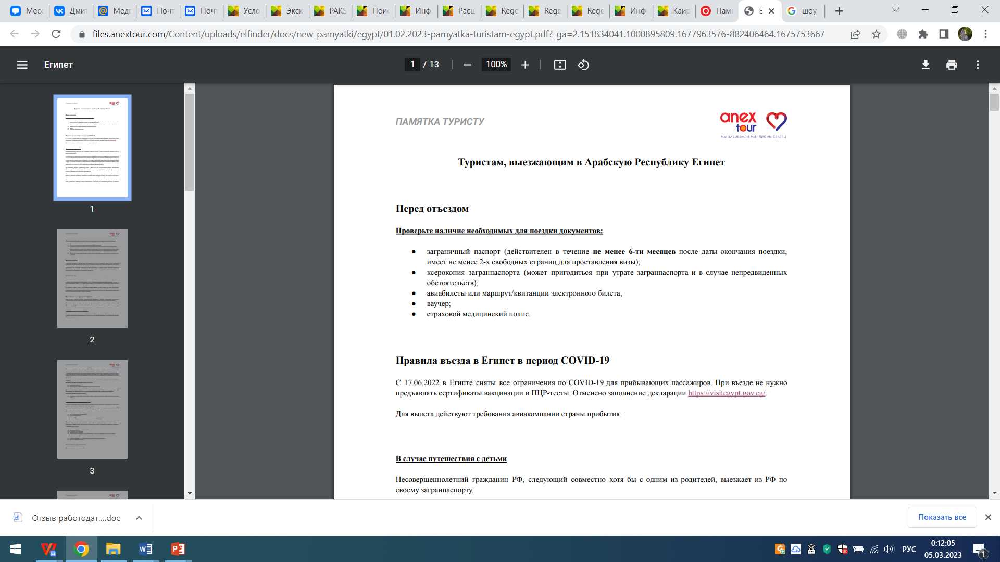 Месс
Дмит
Медв
Почт
Почт
Усло
Экск
PAKS
Поис
Инфо
Расш
Rege
Rege
Rege
Инфо
Каир
Памя
Е
шоу
files.anextour.com/Content/uploads/elfinder/docs/new_pamyatki/egypt/01.02.2023-pamyatka-turistam-egypt.pdf?_ga=2.151834041.1000895809.1677963576-882406464.1675753667
Египет
1 / 13
100%
1
2
3
ПАМЯТКА ТУРИСТУ
anex
tour
МЫ ЗАВОЕВАЛИ МИЛЛИОНЫ СЕРДЕЦ
Туристам, выезжающим в Арабскую Республику Египет
Перед отъездом
Проверьте наличие необходимых для поездки документов:
● заграничный паспорт (действителен в течение не менее 6-ти месяцев после даты окончания поездки,
имеет не менее 2-х свободных страниц для проставления визы);
● ксерокопия загранпаспорта (может пригодиться при утрате загранпаспорта и в случае непредвиденных
обстоятельств);
● авиабилеты или маршрут/квитанции электронного билета;
● ваучер;
● страховой медицинский полис.
Правила въезда в Египет в период COVID-19
С 17.06.2022 в Египте сняты все ограничения по COVID-19 для прибывающих пассажиров. При въезде не нужно
предъявлять сертификаты вакцинации и ПЦР-тесты. Отменено заполнение декларации https://visitegypt.gov.eg/.
Для вылета действуют требования авиакомпании страны прибытия.
В случае путешествия с детьми
Несовершеннолетний гражданин РФ, следующий совместно хотя бы с одним из родителей, выезжает из РФ по
своему загранпаспорту.
Отзыв работодат....doc
Показать все
РУС
0:12:05
05.03.2023
1